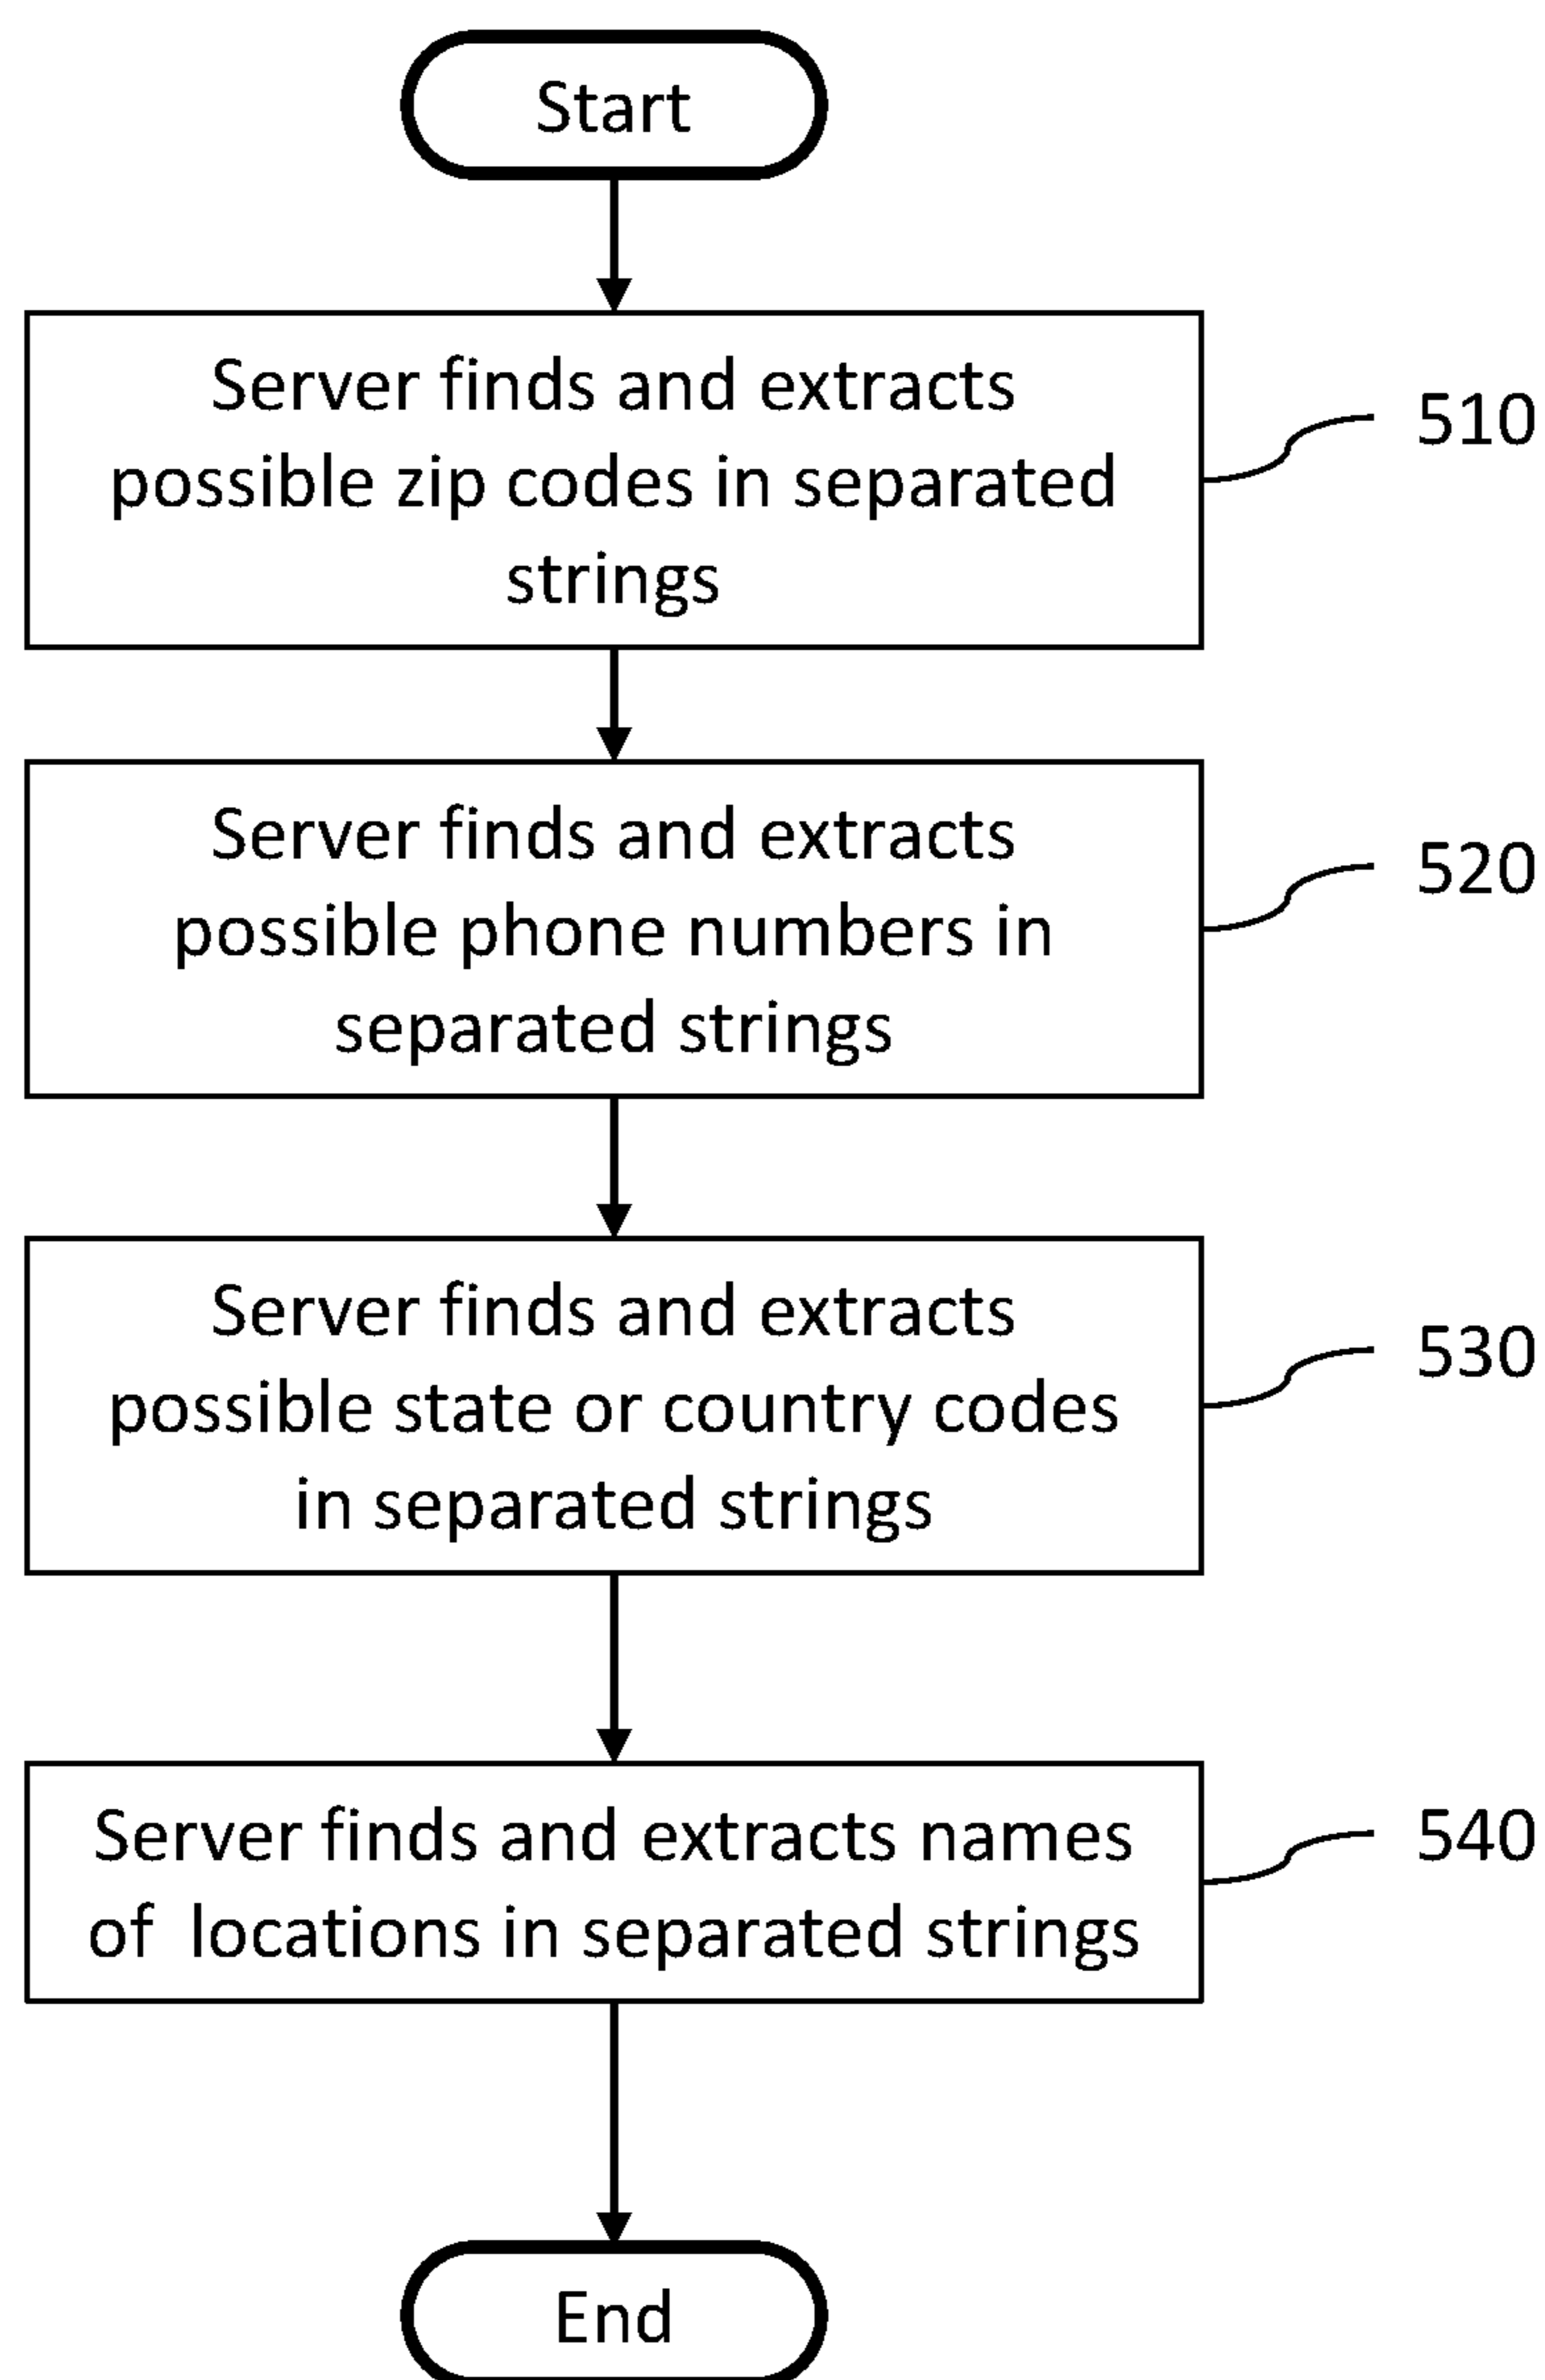 Start
Server finds and extracts
possible zip codes in separated
strings
510
Server finds and extracts
possible phone numbers in
separated strings
520
Server finds and extracts
possible state or country codes
in separated strings
530
Server finds and extracts names
of locations in separated strings
540
End